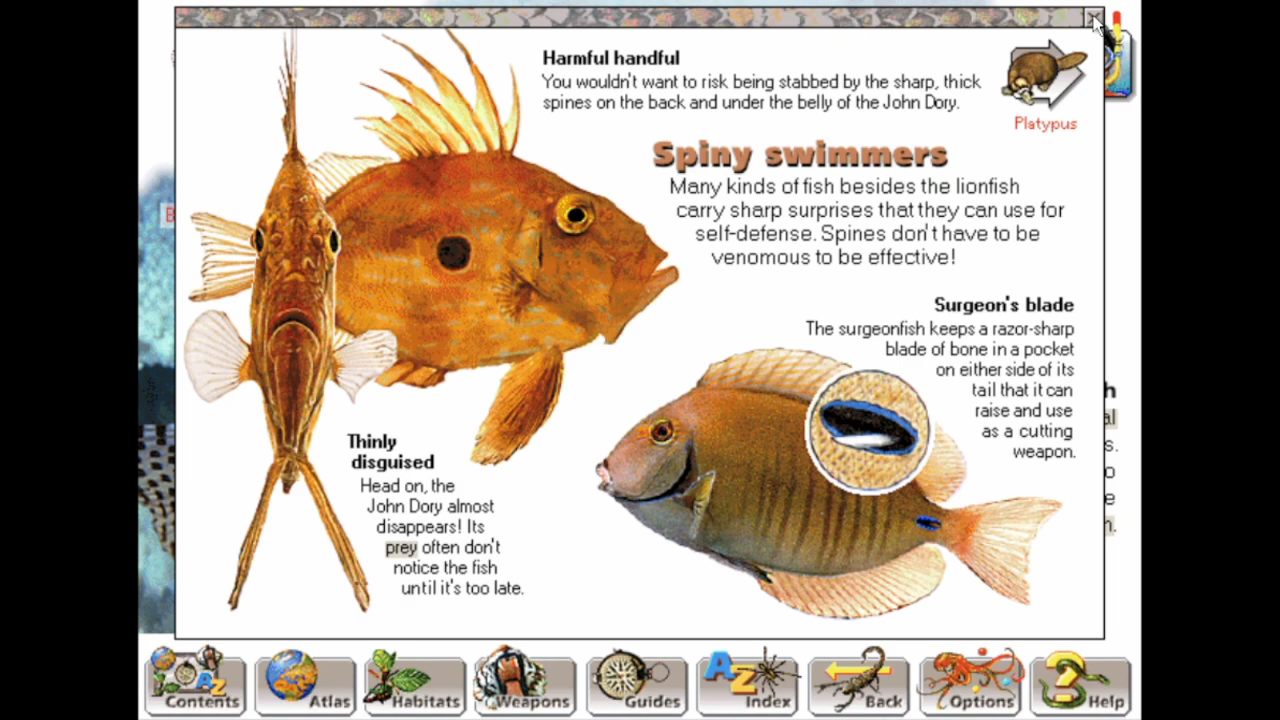 Harmful handful
You wouldn't want to risk being stabbed by the sharp, thick
spines on the back and under the belly of the John Dory.
Platypus
Spiny swimmers
Many kinds of fish besides the lionfish
carry sharp surprises that they can use for
self-defense. Spines don't have to be
venomous to be effective!
Surgeon's blade
The surgeonfish keeps a razor-sharp
blade of bone in a pocket
on either side of its
tail that it can
raise and use
as a cutting
weapon.
Thinly
disguised
Head on, the
John Dory almost
disappears! Its
prey often don't
notice the fish
until it's too late.
Contents
Atlas
Habitats
Weapons
Guides
AZ
Index
Back
Options
? Help